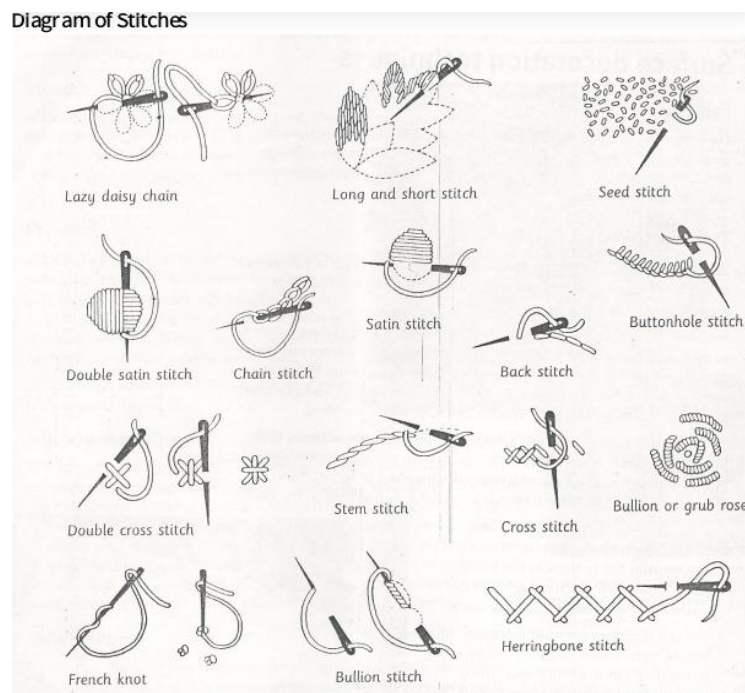 Diagram of Stitches
Lazy daisy chain
Long and short stitch
Seed stitch
Double satin stitch
Chain stitch
Satin stitch
Back stitch
Buttonhole stitch
Double cross stitch
Stem stitch
Cross stitch
Bullion or grub rose
French knot
Bullion stitch
Herringbone stitch